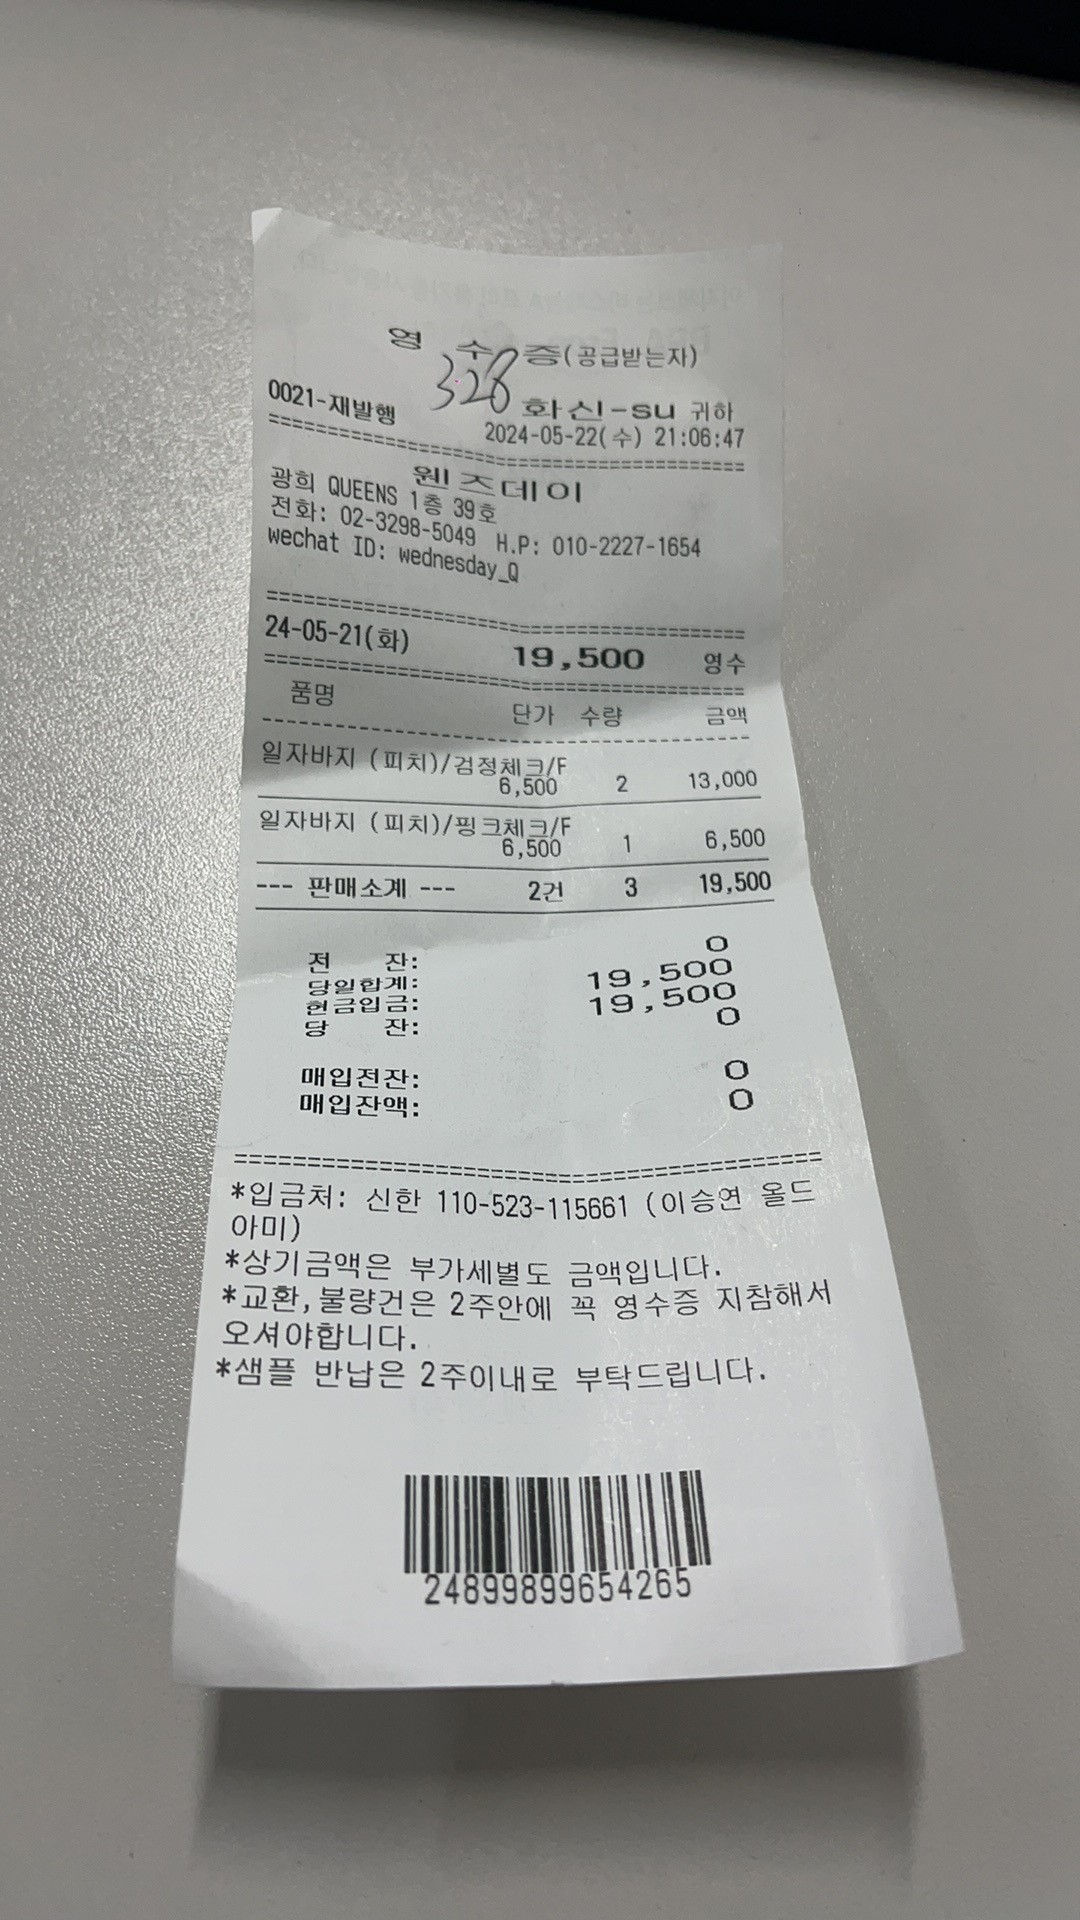 영 수 증(공급받는자)
328
0021-재발행 화신-su 귀하
2024-05-22(수) 21:06:47
==================================
웬즈데이
광희 QUEENS 1층 39호
전화: 02-3298-5049 H.P: 010-2227-1654
wechat ID: wednesday_Q
==================================
24-05-21(화) 19,500 영수
==================================
품명 단가 수량 금액
----------------------------------
일자바지 (피치)/검정체크/F
6,500 2 13,000
일자바지 (피치)/핑크체크/F
6,500 1 6,500
--- 판매소계 --- 2건 3 19,500
전 잔: 0
당일합계: 19,500
현금입금: 19,500
당 잔: 0
매입전잔: 0
매입잔액: 0
==================================
*입금처: 신한 110-523-115661 (이승연 올드
아미)
*상기금액은 부가세별도 금액입니다.
*교환,불량건은 2주안에 꼭 영수증 지참해서
오셔야합니다.
*샘플 반납은 2주이내로 부탁드립니다.
24899899654265